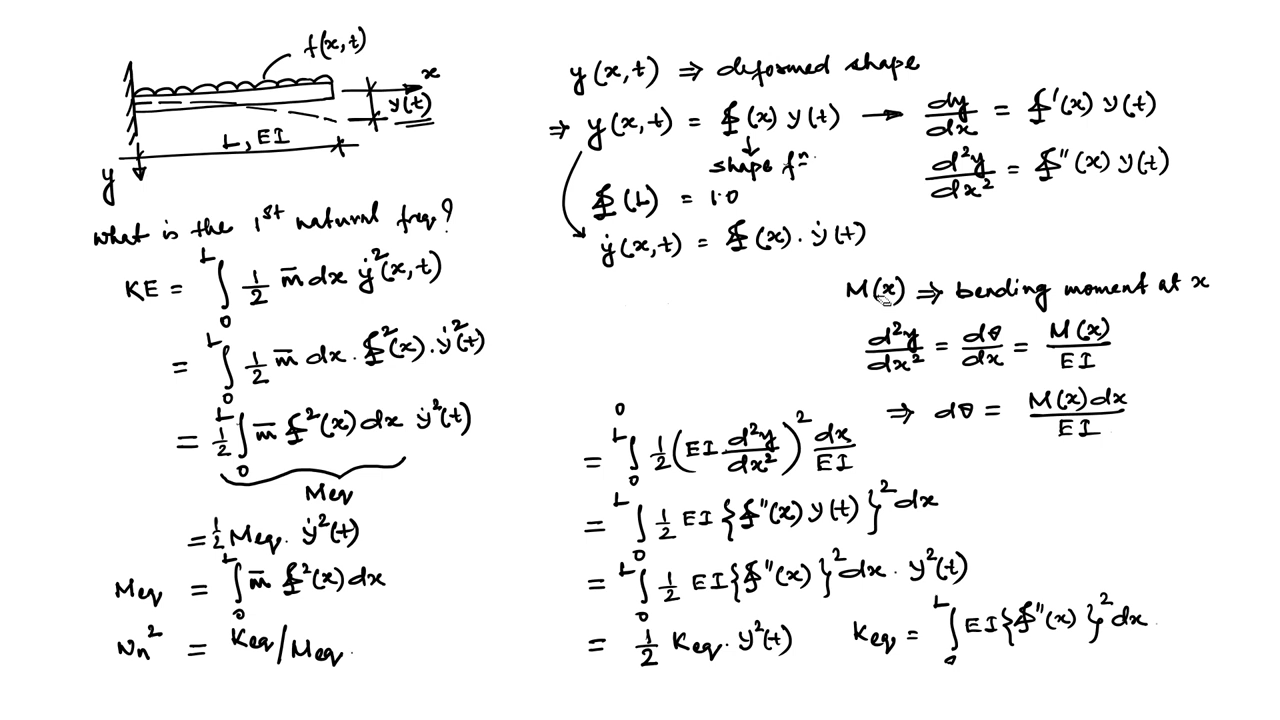 f(x,t)
x
y(t)
L, EI
y
What is the 1st natural freq?
KE = ∫₀ᴸ 1/2 m̅ dx ẏ²(x,t)
= ∫₀ᴸ 1/2 m̅ dx · Φ²(x) · ẏ²(t)
= 1/2 ∫₀ᴸ m̅ Φ²(x) dx ẏ²(t)
Meq
= 1/2 Meq · ẏ²(t)
Meq = ∫₀ᴸ m̅ Φ²(x) dx
ωn² = Keq/Meq
y(x,t) ⇒ deformed shape
⇒ y(x,t) = Φ(x) y(t) → dy/dx = Φ'(x) y(t)
shape fⁿ
d²y/dx² = Φ''(x) y(t)
Φ(L) = 1.0
ẏ(x,t) = Φ(x) · ẏ(t)
M(x) ⇒ bending moment at x
d²y/dx² = dθ/dx = M(x)/EI
⇒ dθ = M(x)dx/EI
0
= ∫₀ᴸ 1/2 (EI d²y/dx²)² dx/EI
= ∫₀ᴸ 1/2 EI {Φ''(x) y(t)}² dx
= ∫₀ᴸ 1/2 EI {Φ''(x)}² dx · y²(t)
= 1/2 Keq · y²(t)
Keq = ∫₀ᴸ EI {Φ''(x)}² dx